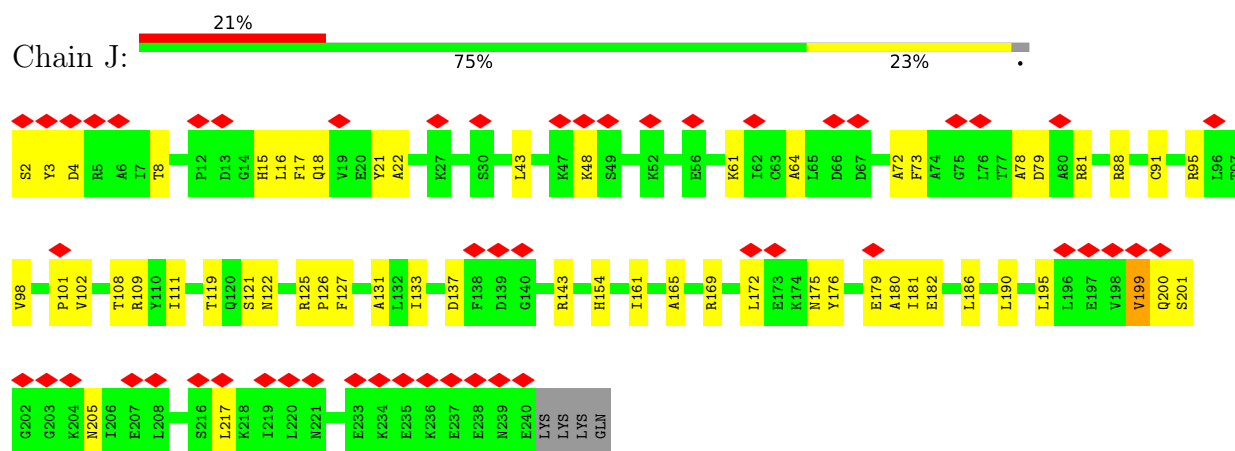 21%
Chain J:
75% 23% •
S2 Y3 D4 R5 A6 I7 T8 P12 D13 G14 H15 L16 F17 Q18 V19 E20 Y21 A22 K27 S30 L43 K47 K48 S49 K52 E56 K61 I62 C63 A64 L65 D66 D67 A72 F73 A74 G75 L76 T77 A78 D79 A80 R81 R88 C91 R95 L96 T97
V98 P101 V102 T108 R109 Y110 I111 T119 Q120 S121 N122 R125 P126 F127 A131 L132 I133 D137 F138 D139 G140 R143 H154 I161 A165 R169 L172 E173 K174 N175 Y176 E179 A180 I181 E182 L186 L190 L195 L196 E197 V198 V199 Q200 S201
G202 G203 K204 N205 I206 E207 L208 S216 L217 K218 I219 L220 N221 E233 K234 E235 K236 E237 E238 N239 E240 LYS LYS LYS GLN